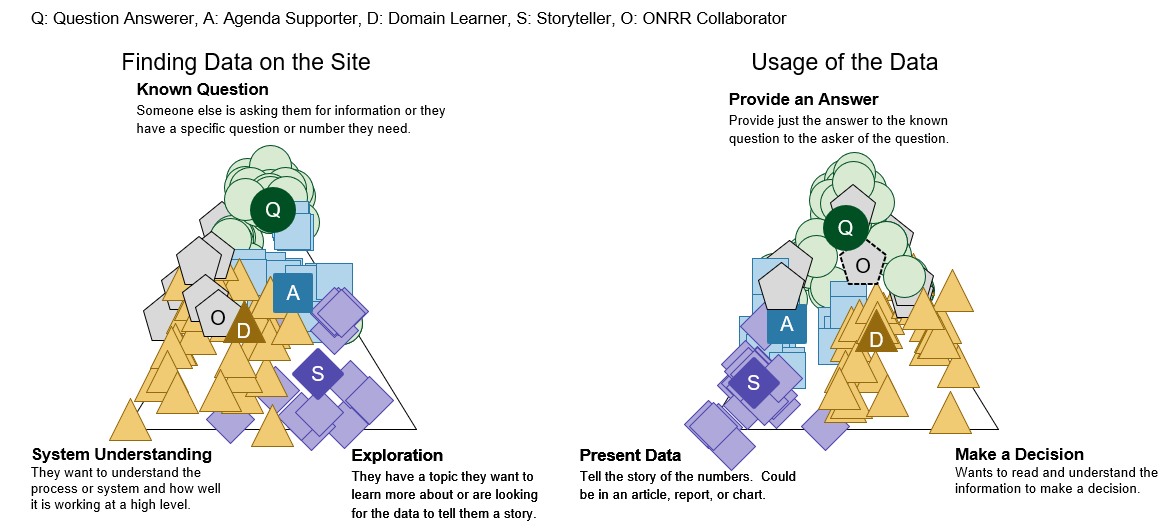 Q: Question Answerer, A: Agenda Supporter, D: Domain Learner, S: Storyteller, O: ONRR Collaborator
Finding Data on the Site
Known Question
Someone else is asking them for information or they
have a specific question or number they need.
Q
A
O
D
S
System Understanding
They want to understand the
process or system and how well
it is working at a high level.
Exploration
They have a topic they want to
learn more about or are looking
for the data to tell them a story.
Usage of the Data
Provide an Answer
Provide just the answer to the known
question to the asker of the question.
Q
O
A
D
S
Present Data
Tell the story of the numbers. Could
be in an article, report, or chart.
Make a Decision
Wants to read and understand the
information to make a decision.